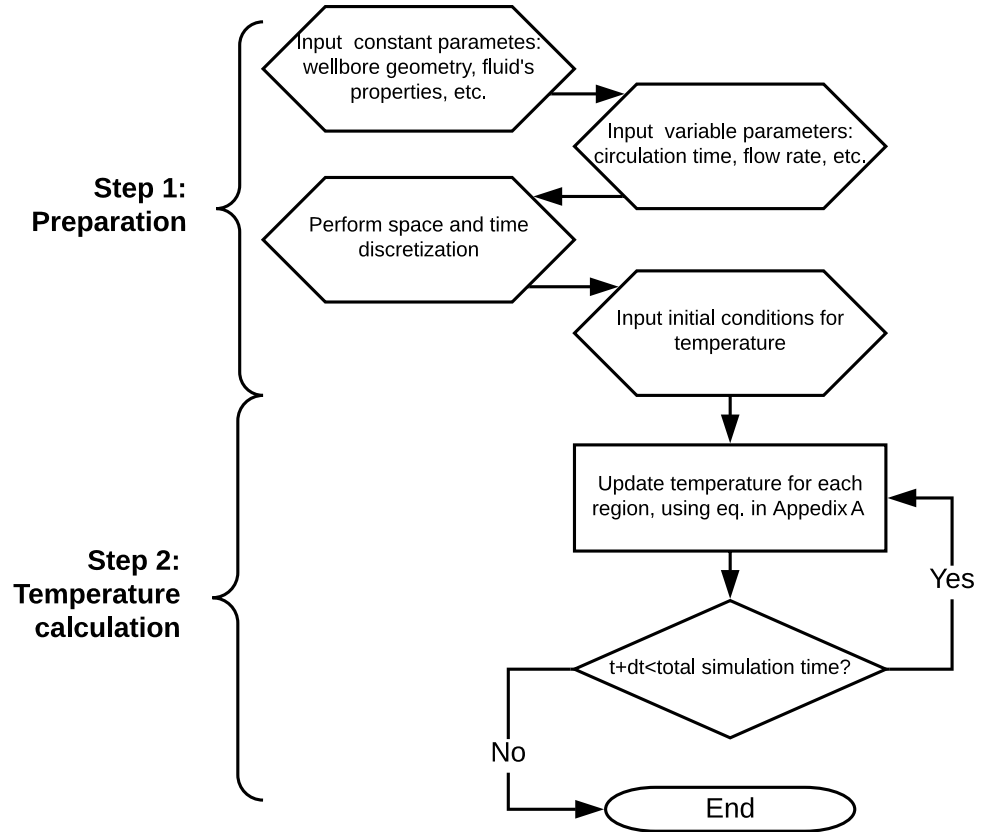 Input constant parametes:
wellbore geometry, fluid's
properties, etc.
Input variable parameters:
circulation time, flow rate, etc.
Step 1:
Preparation
Perform space and time
discretization
Input initial conditions for
temperature
Update temperature for each
region, using eq. in Appedix A
Step 2:
Temperature
calculation
Yes
t+dt<total simulation time?
No
End